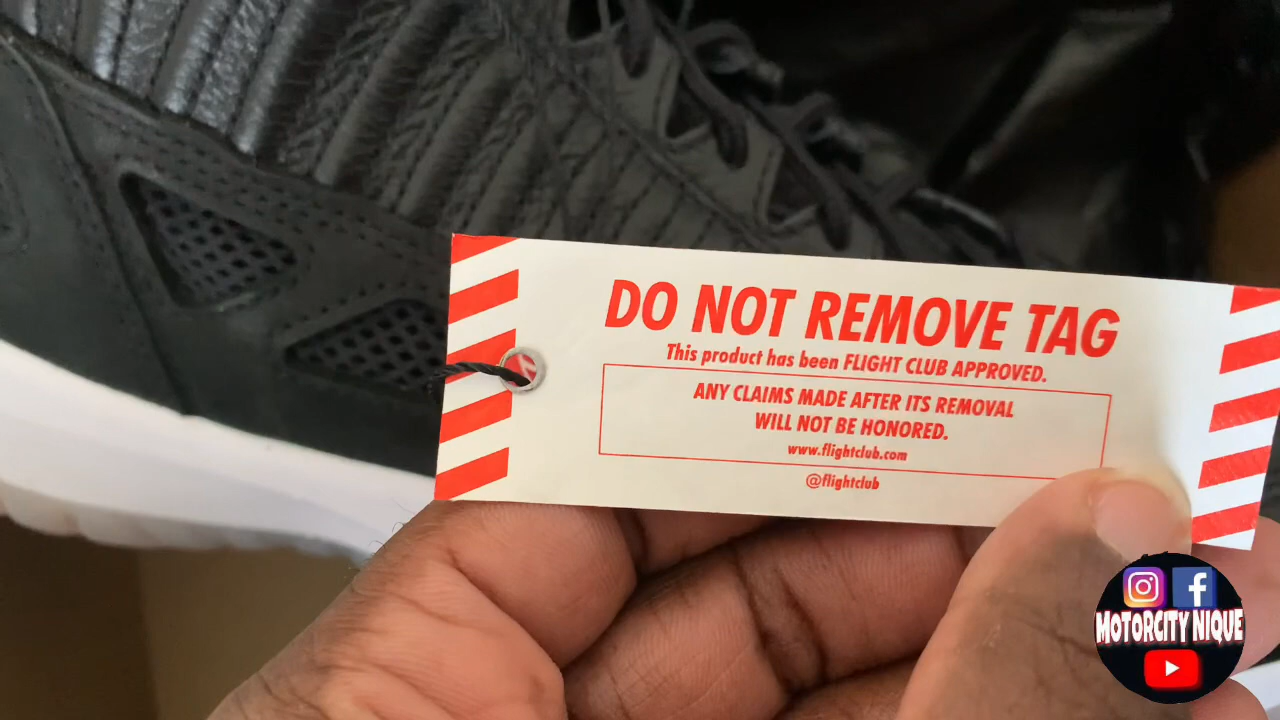 DO NOT REMOVE TAG
This product has been FLIGHT CLUB APPROVED.
ANY CLAIMS MADE AFTER ITS REMOVAL
WILL NOT BE HONORED.
www.flightclub.com
@flightclub
MOTORCITY NIQUE